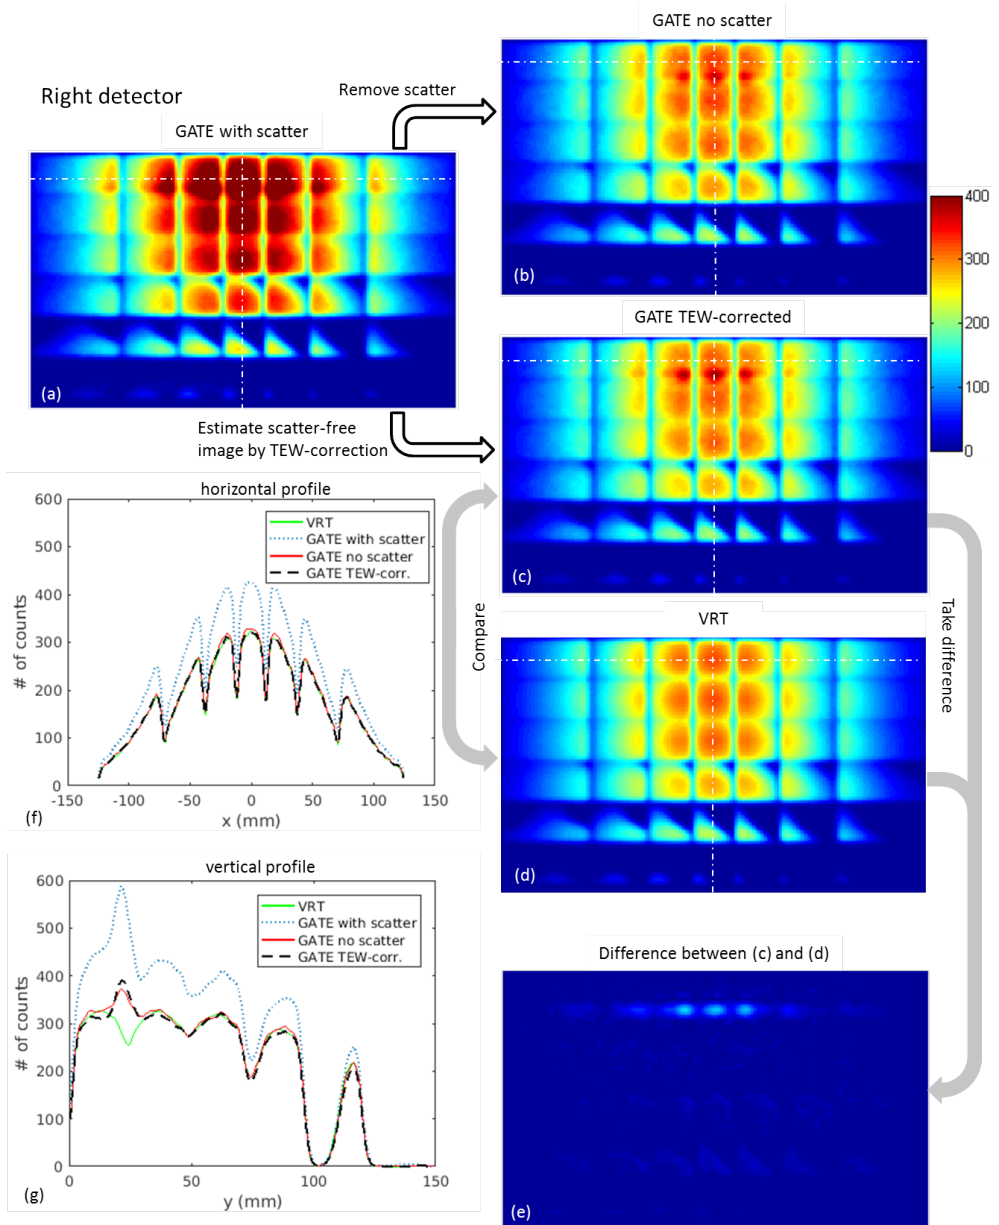 GATE no scatter
Right detector
Remove scatter
GATE with scatter
(a)
(b)
400
300
200
100
0
Estimate scatter-free
image by TEW-correction
GATE TEW-corrected
(c)
horizontal profile
VRT
GATE with scatter
GATE no scatter
GATE TEW-corr.
600
500
400
300
200
100
0
# of counts
-150 -100 -50 0 50 100 150
x (mm)
(f)
Compare
Take difference
VRT
(d)
vertical profile
VRT
GATE with scatter
GATE no scatter
GATE TEW-corr.
600
500
400
300
200
100
0
# of counts
0 50 100 150
y (mm)
(g)
Difference between (c) and (d)
(e)